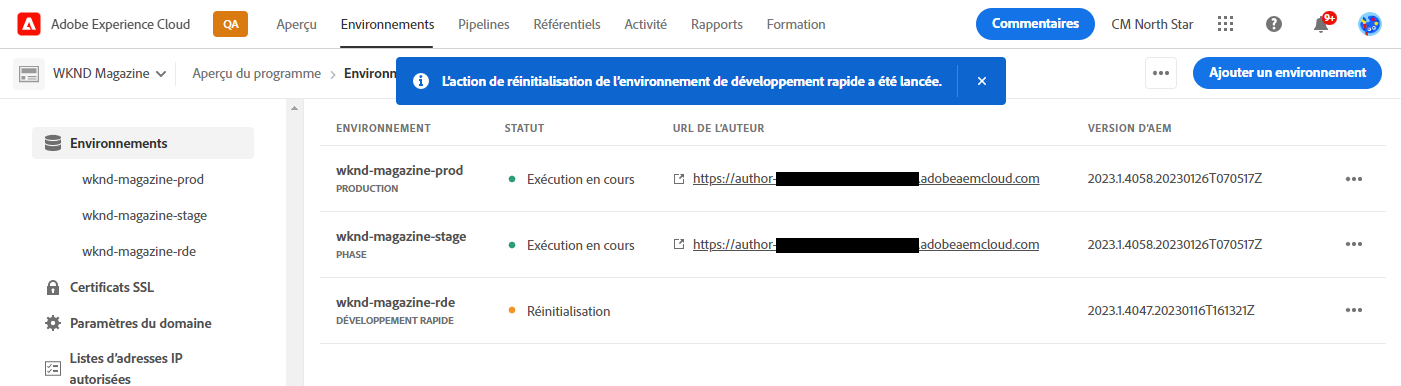 Adobe Experience Cloud QA Aperçu Environnements Pipelines Référentiels Activité Rapports Formation Commentaires CM North Star 9+
WKND Magazine Aperçu du programme > Environn L'action de réinitialisation de l'environnement de développement rapide a été lancée. Ajouter un environnement
ENVIRONNEMENT STATUT URL DE L'AUTEUR VERSION D'AEM
Environnements
wknd-magazine-prod
PRODUCTION
Exécution en cours https://author- .adobeaemcloud.com 2023.1.4058.20230126T070517Z
wknd-magazine-prod
wknd-magazine-stage
wknd-magazine-stage
PHASE
Exécution en cours https://author- .adobeaemcloud.com 2023.1.4058.20230126T070517Z
wknd-magazine-rde
Certificats SSL
wknd-magazine-rde
DÉVELOPPEMENT RAPIDE
Réinitialisation 2023.1.4047.20230116T161321Z
Paramètres du domaine
Listes d'adresses IP
autorisées